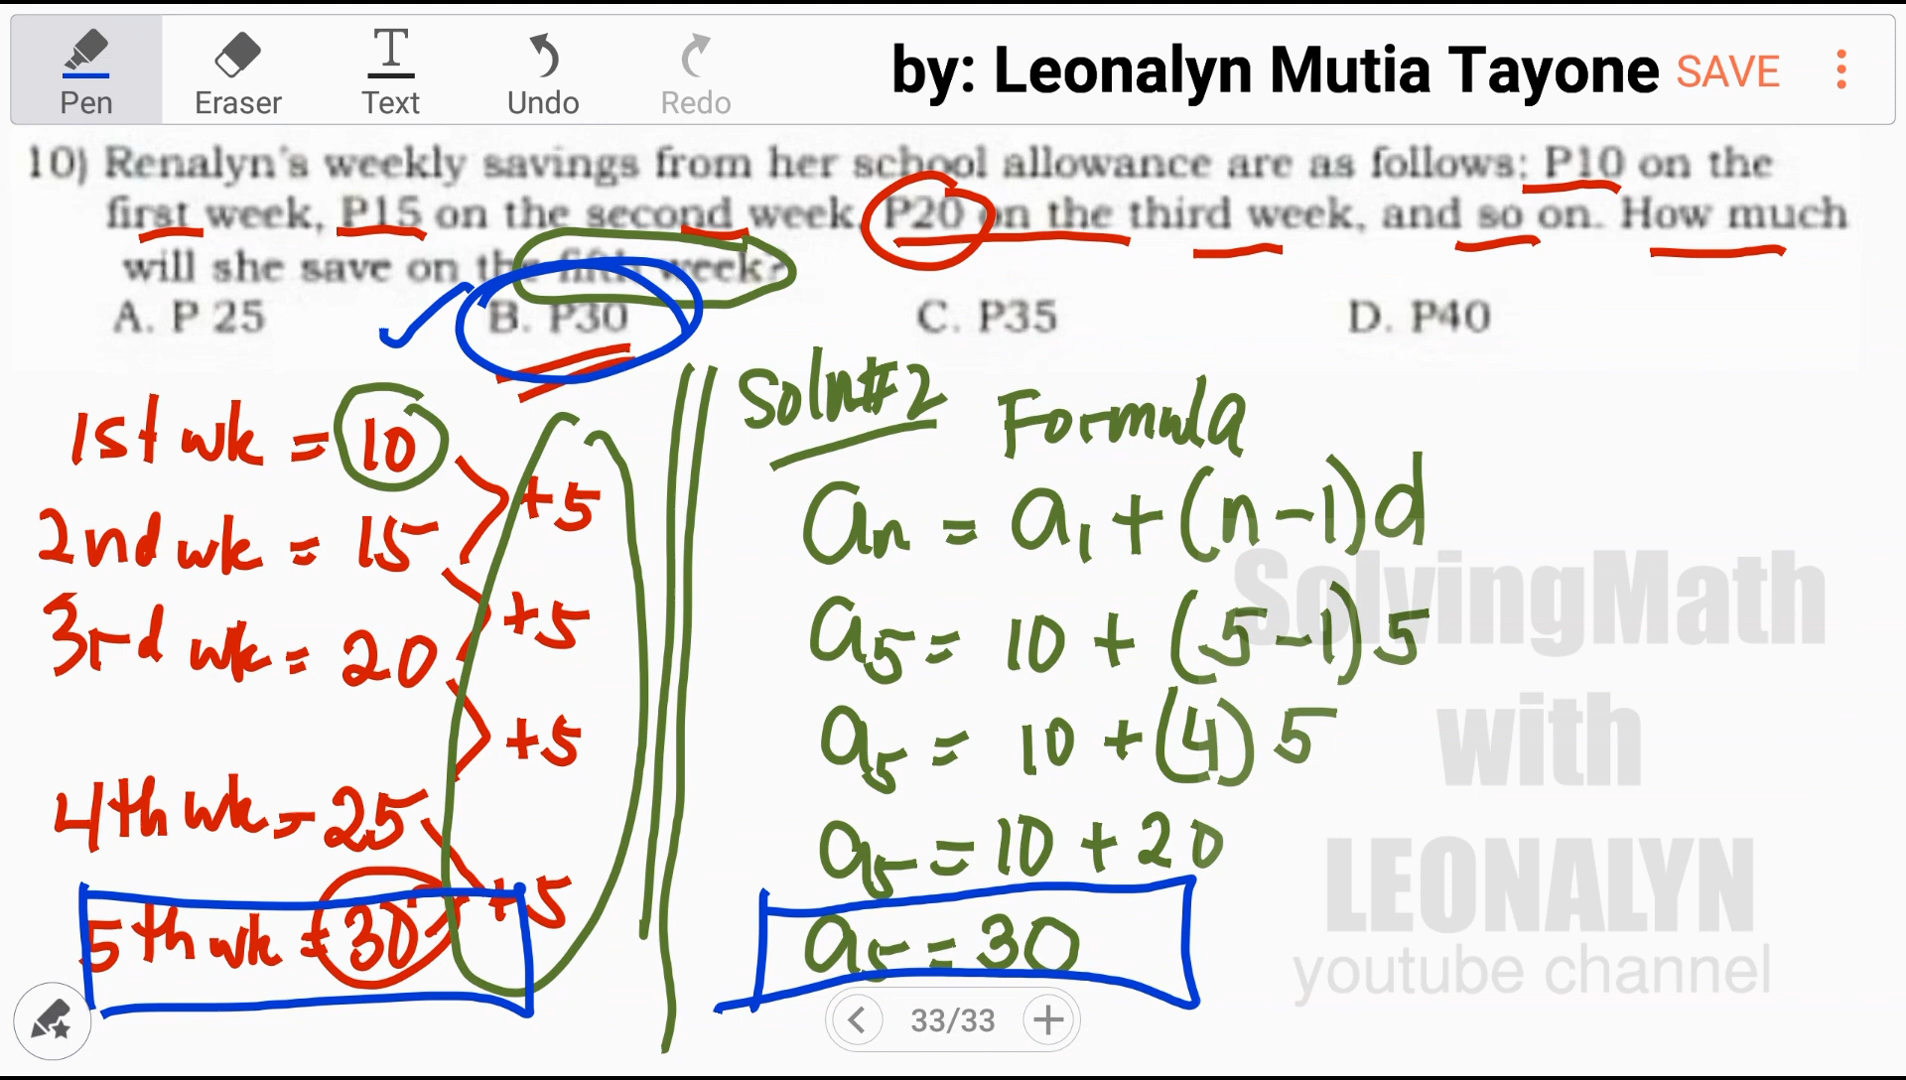 Pen
Eraser
Text
Undo
Redo
by: Leonalyn Mutia Tayone
SAVE
10) Renalyn's weekly savings from her school allowance are as follows: P10 on the
first week, P15 on the second week, P20 on the third week, and so on. How much
will she save on the fifth week?
A. P 25
B. P30
C. P35
D. P40
1st wk = 10
+5
2nd wk = 15
+5
3rd wk = 20
+5
4th wk = 25
+5
5th wk = 30
Soln#2
Formula
an = a1 + (n-1)d
a5 = 10 + (5-1)5
a5 = 10 + (4)5
a5 = 10 + 20
a5 = 30
SolvingMath
with
LEONALYN
youtube channel
33/33